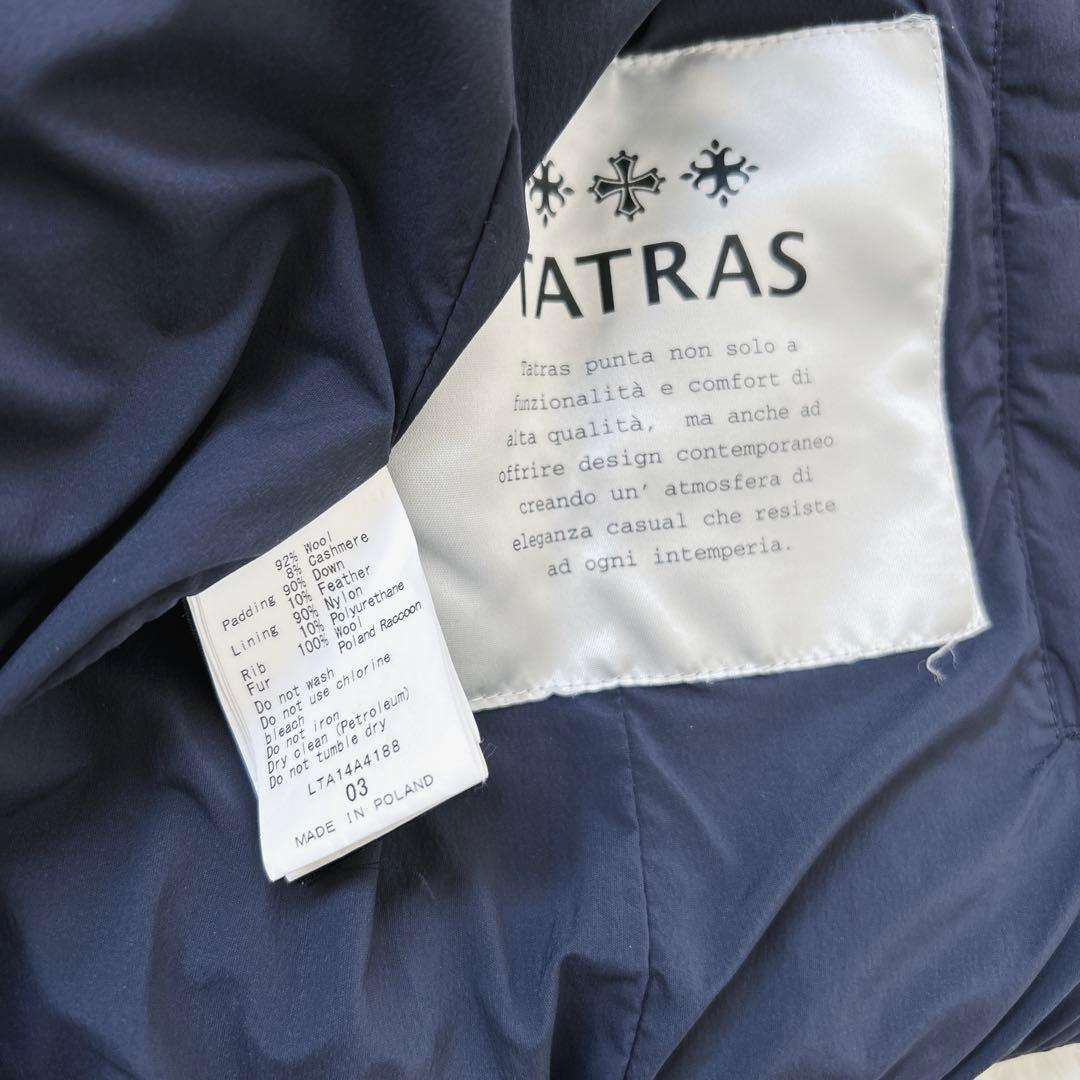 TATRAS
Tatras punta non solo a
funzionalità e comfort di
alta qualità, ma anche ad
offrire design contemporaneo
creando un' atmosfera di
eleganza casual che resiste
ad ogni intemperia.
92% Wool
8% Cashmere
Padding 90% Down
10% Feather
Lining 90% Nylon
10% Polyurethane
Rib 100% Wool
Fur Poland Raccoon
Do not wash
Do not use chlorine
bleach
Do not iron
Dry clean (Petroleum)
Do not tumble dry
LTA14A4188
03
MADE IN POLAND